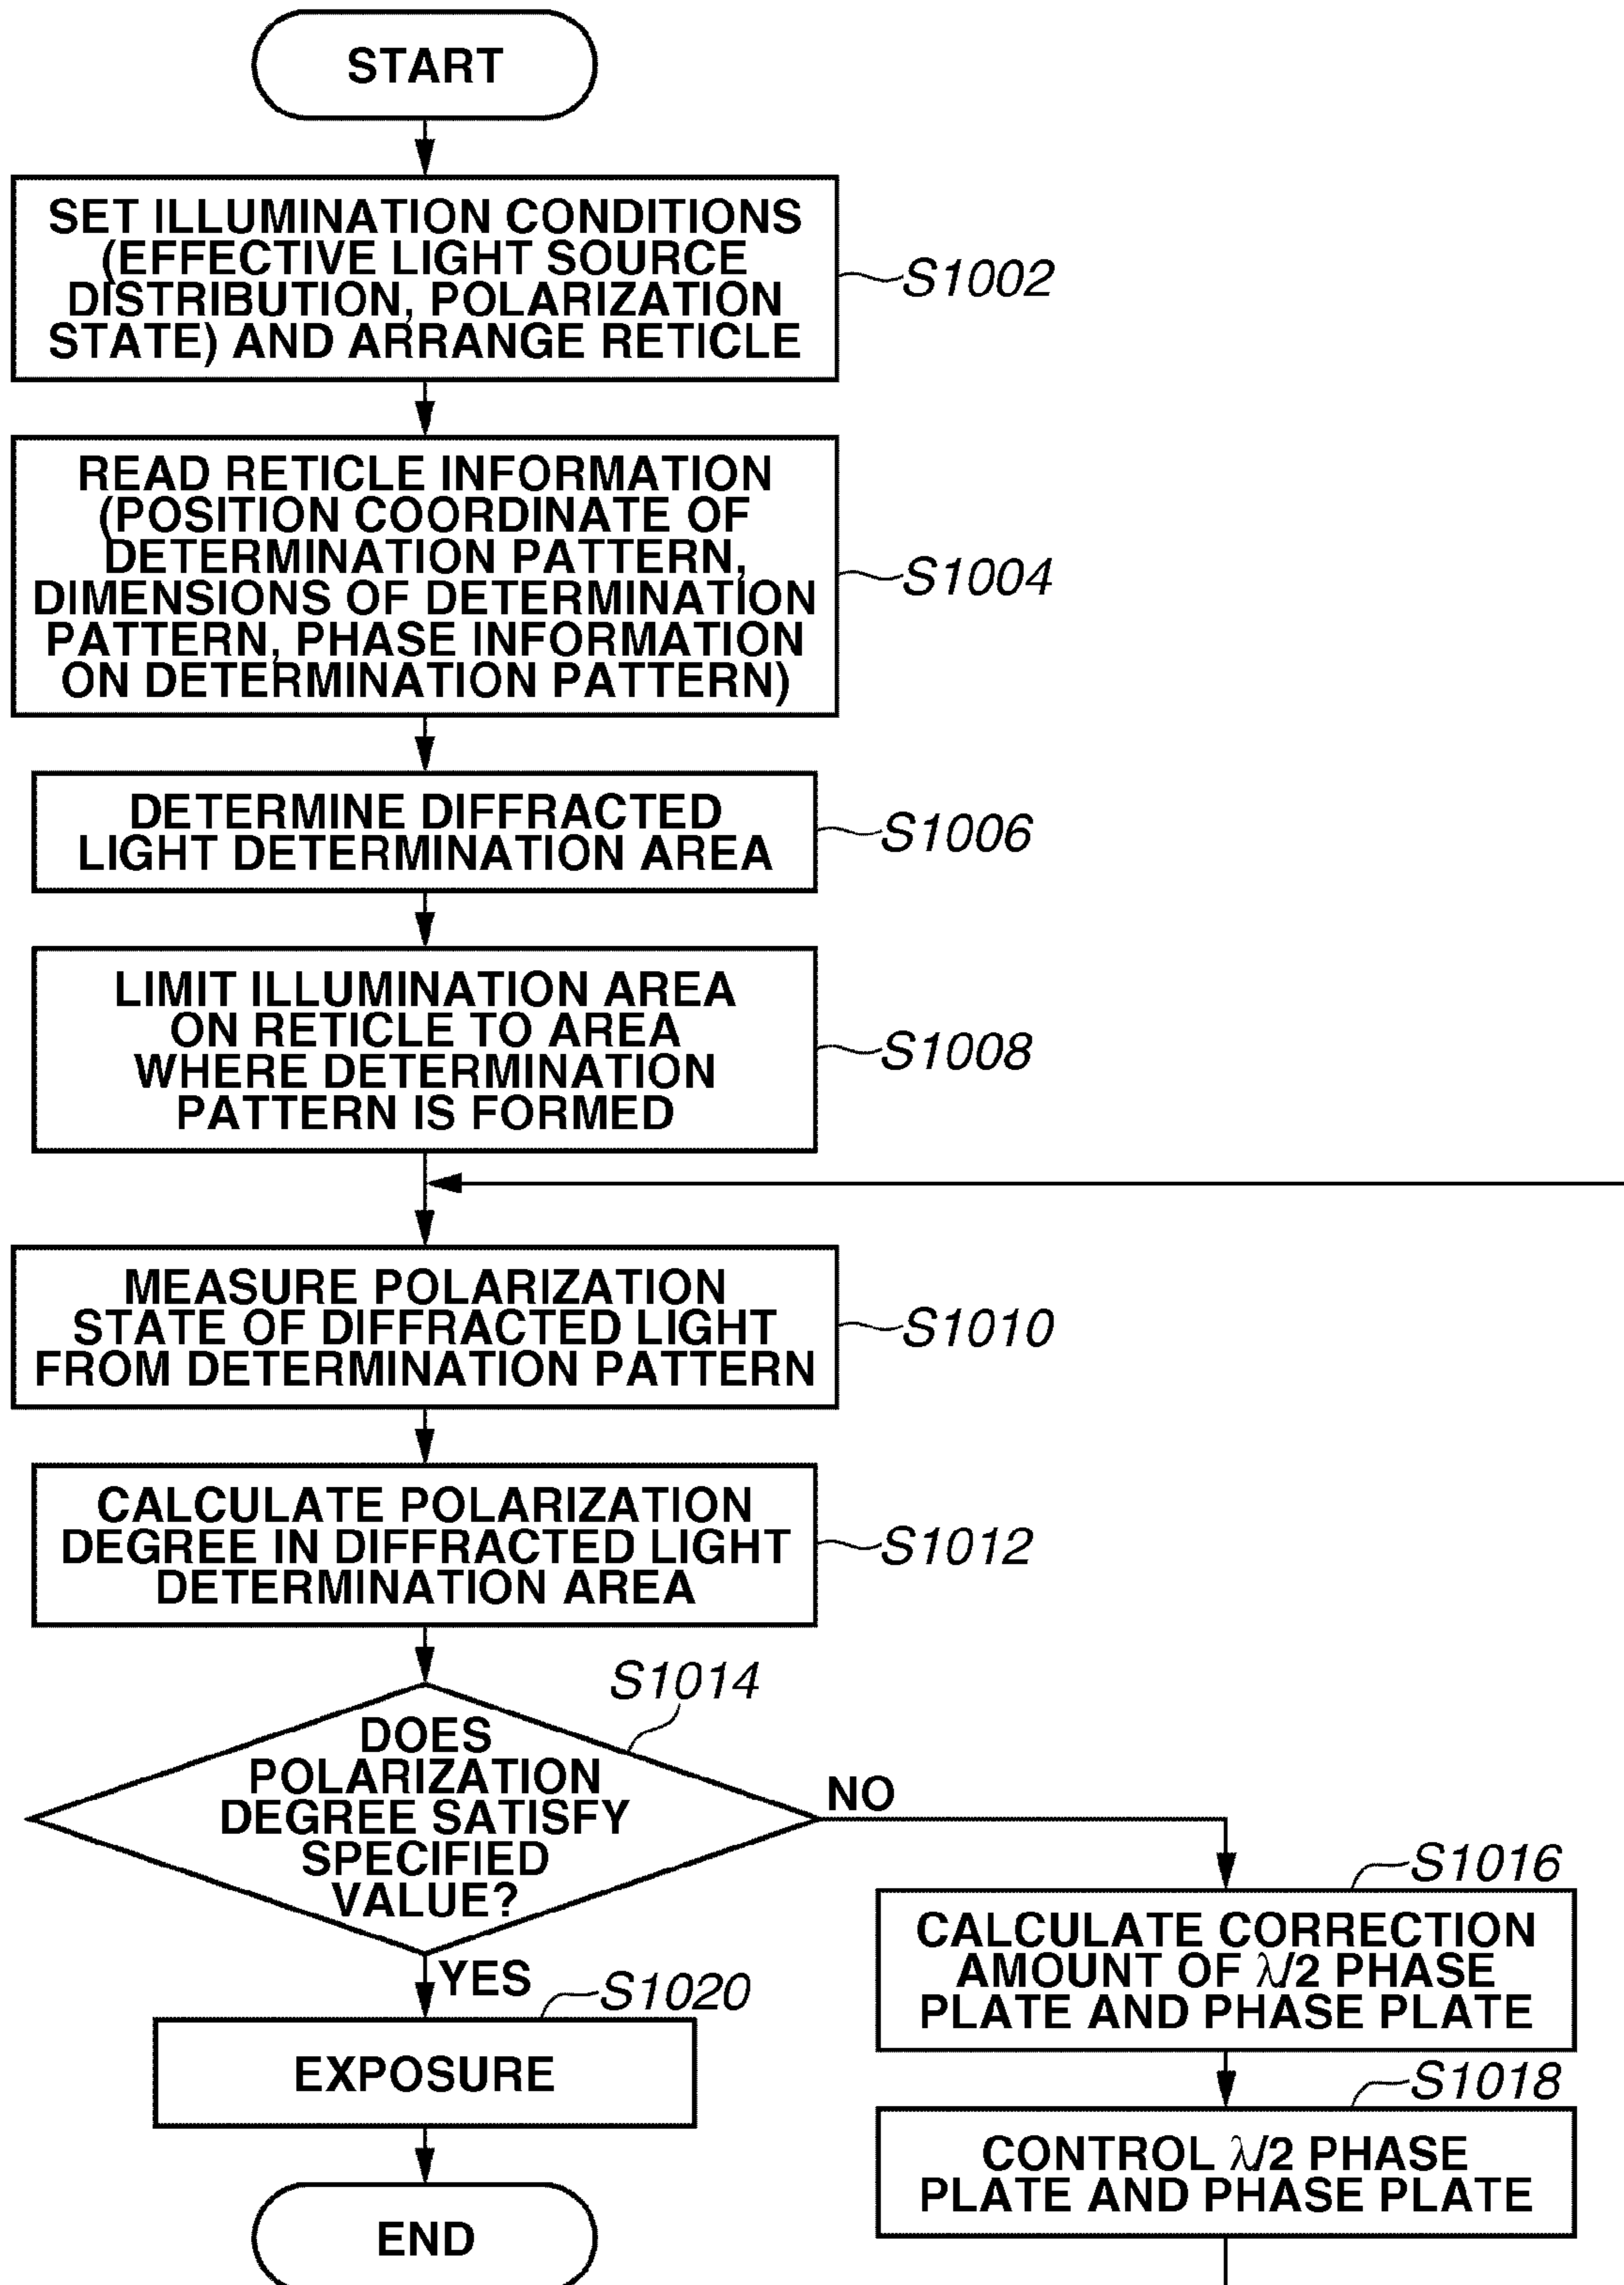 START
SET ILLUMINATION CONDITIONS
(EFFECTIVE LIGHT SOURCE
DISTRIBUTION, POLARIZATION
STATE) AND ARRANGE RETICLE
S1002
READ RETICLE INFORMATION
(POSITION COORDINATE OF
DETERMINATION PATTERN,
DIMENSIONS OF DETERMINATION
PATTERN, PHASE INFORMATION
ON DETERMINATION PATTERN)
S1004
DETERMINE DIFFRACTED
LIGHT DETERMINATION AREA
S1006
LIMIT ILLUMINATION AREA
ON RETICLE TO AREA
WHERE DETERMINATION
PATTERN IS FORMED
S1008
MEASURE POLARIZATION
STATE OF DIFFRACTED LIGHT
FROM DETERMINATION PATTERN
S1010
CALCULATE POLARIZATION
DEGREE IN DIFFRACTED LIGHT
DETERMINATION AREA
S1012
S1014
DOES
POLARIZATION
DEGREE SATISFY
SPECIFIED
VALUE?
NO
S1016
CALCULATE CORRECTION
AMOUNT OF λ/2 PHASE
PLATE AND PHASE PLATE
YES
S1020
EXPOSURE
S1018
CONTROL λ/2 PHASE
PLATE AND PHASE PLATE
END